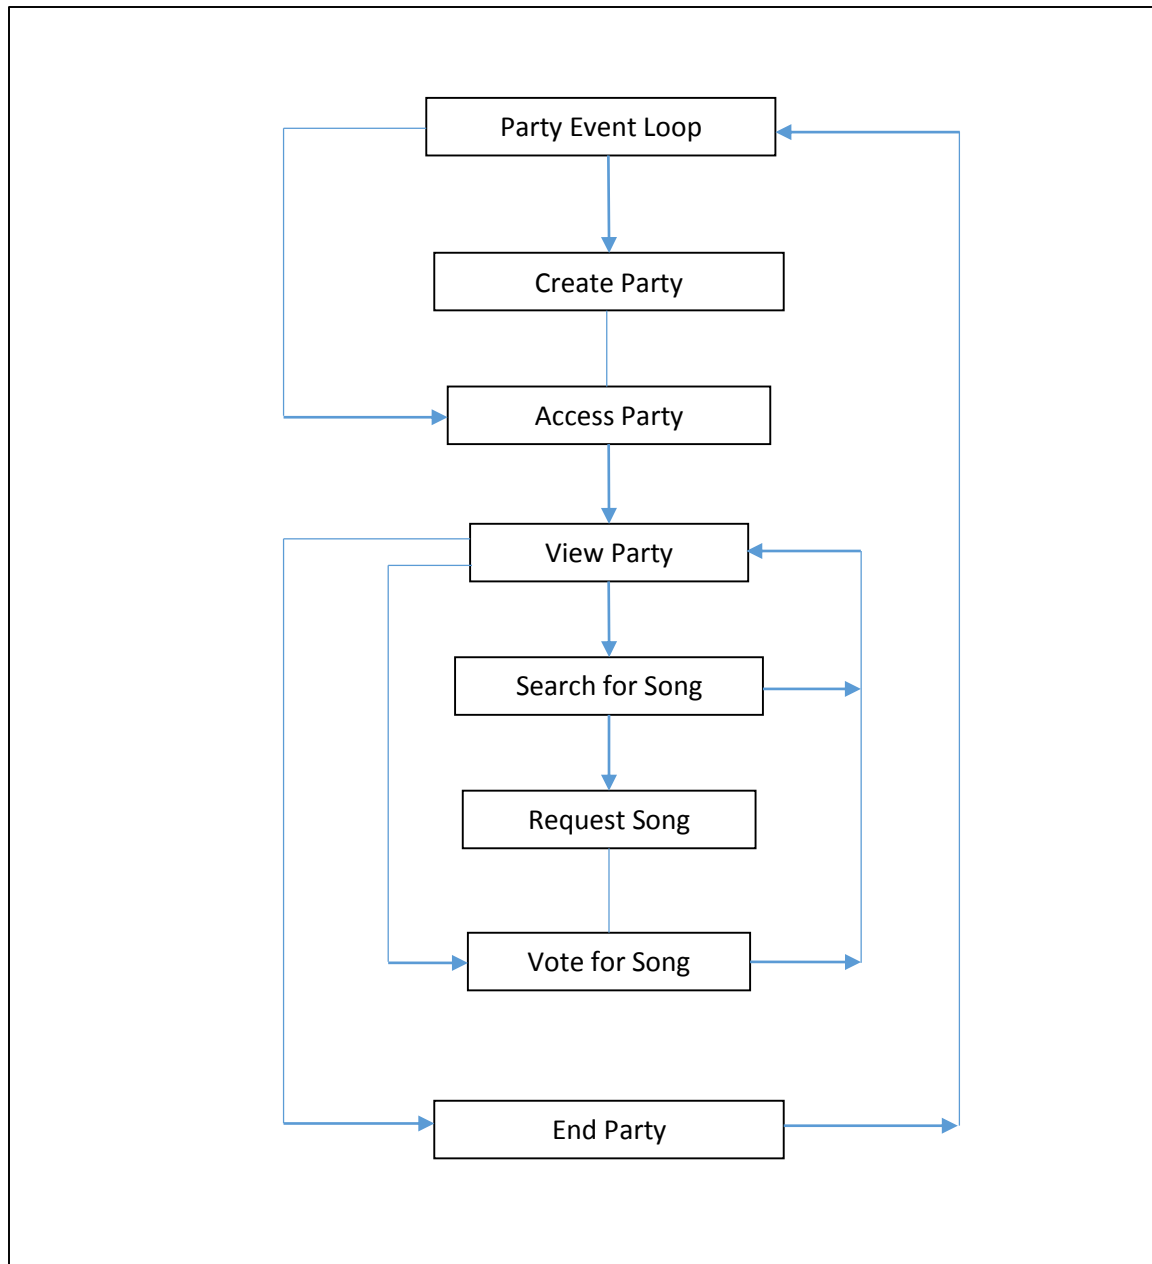 Party Event Loop
Create Party
Access Party
View Party
Search for Song
Request Song
Vote for Song
End Party